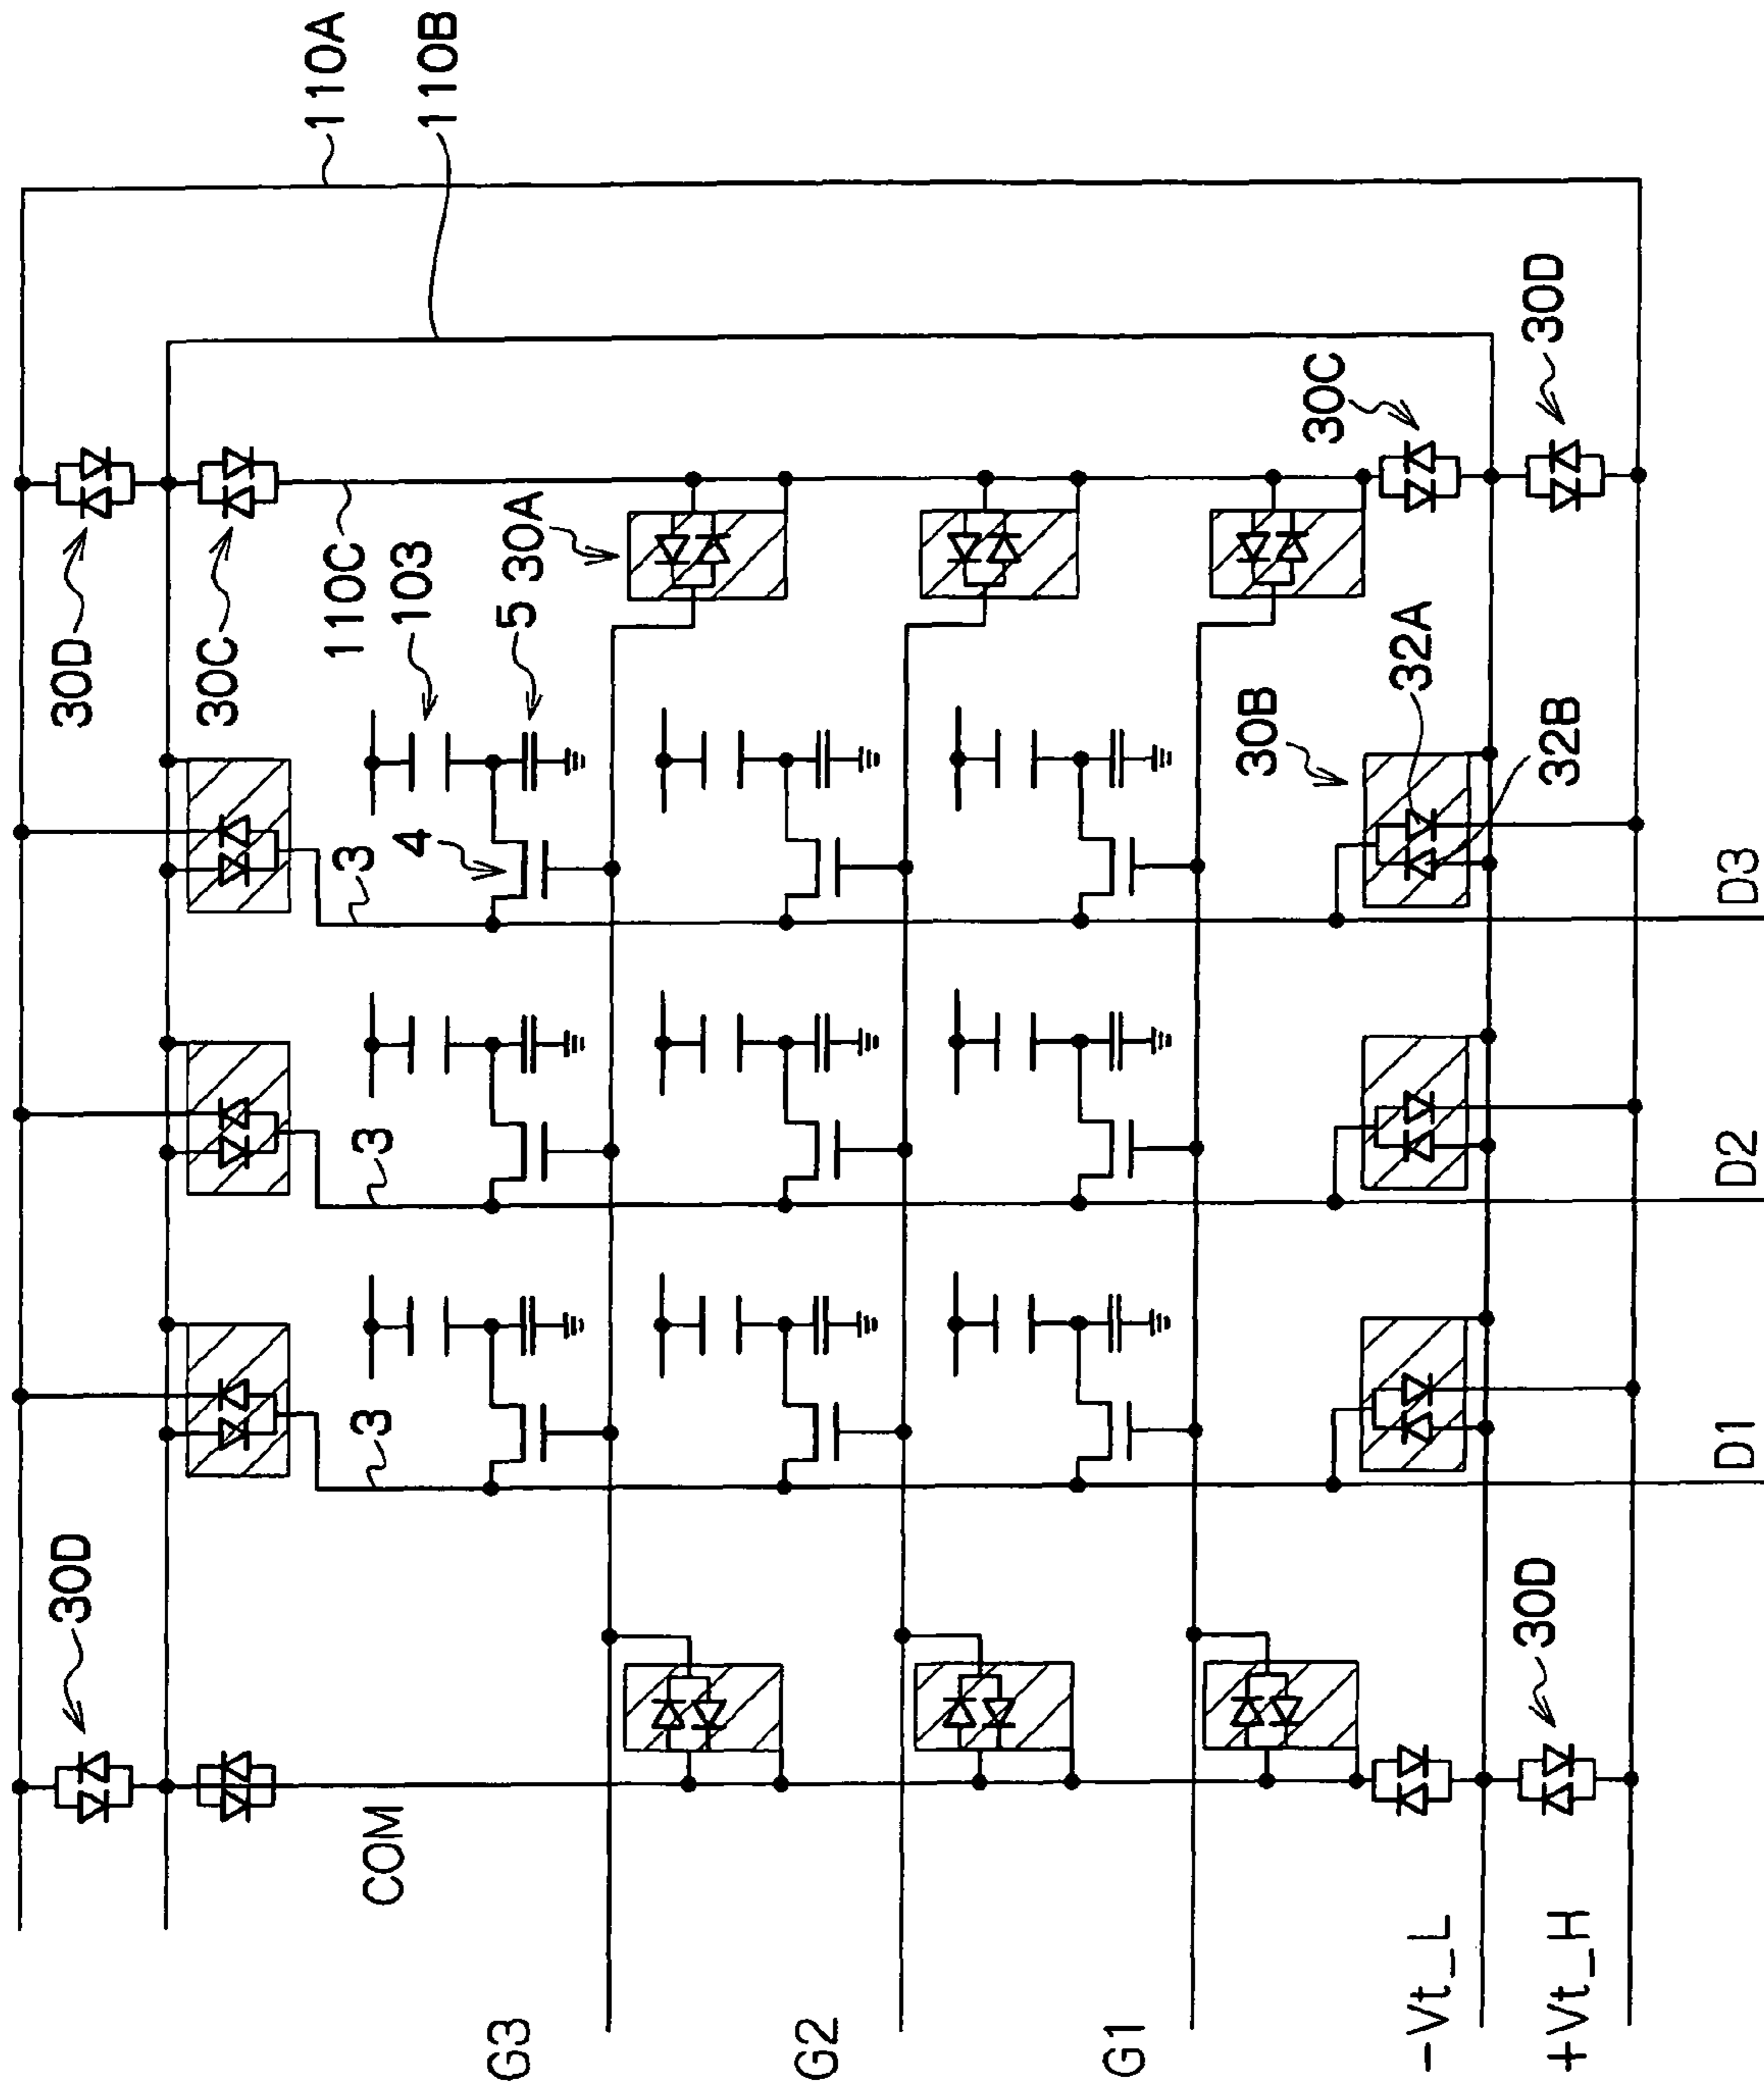 110A
110B
30D
30C
110C
103
5
30A
30C
30D
4
3
30B
32A
32B
D3
3
D2
3
D1
30D
30D
COM
G3
G2
G1
-Vt_L
+Vt_H